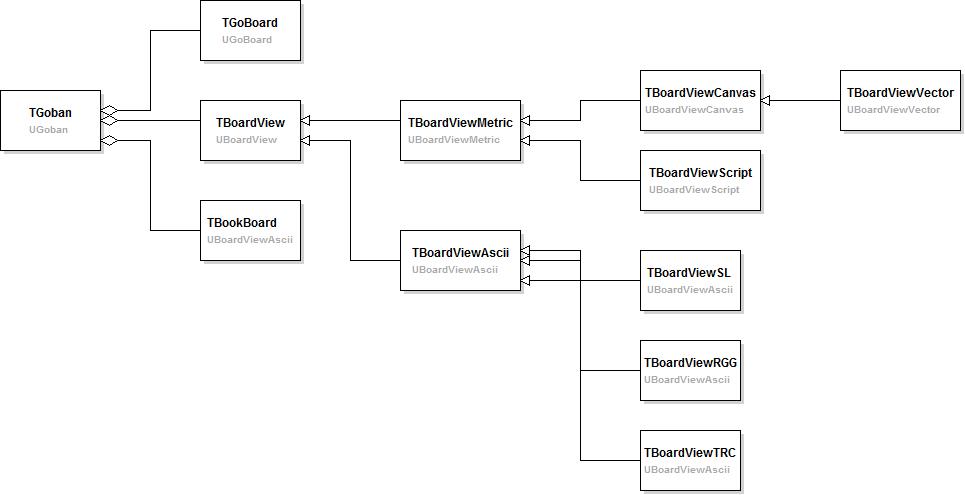 TGoBoard
UGoBoard
TGoban
UGoban
TBoardView
UBoardView
TBookBoard
UBoardViewAscii
TBoardViewMetric
UBoardViewMetric
TBoardViewAscii
UBoardViewAscii
TBoardViewCanvas
UBoardViewCanvas
TBoardViewVector
UBoardViewVector
TBoardViewScript
UBoardViewScript
TBoardViewSL
UBoardViewAscii
TBoardViewRGG
UBoardViewAscii
TBoardViewTRC
UBoardViewAscii